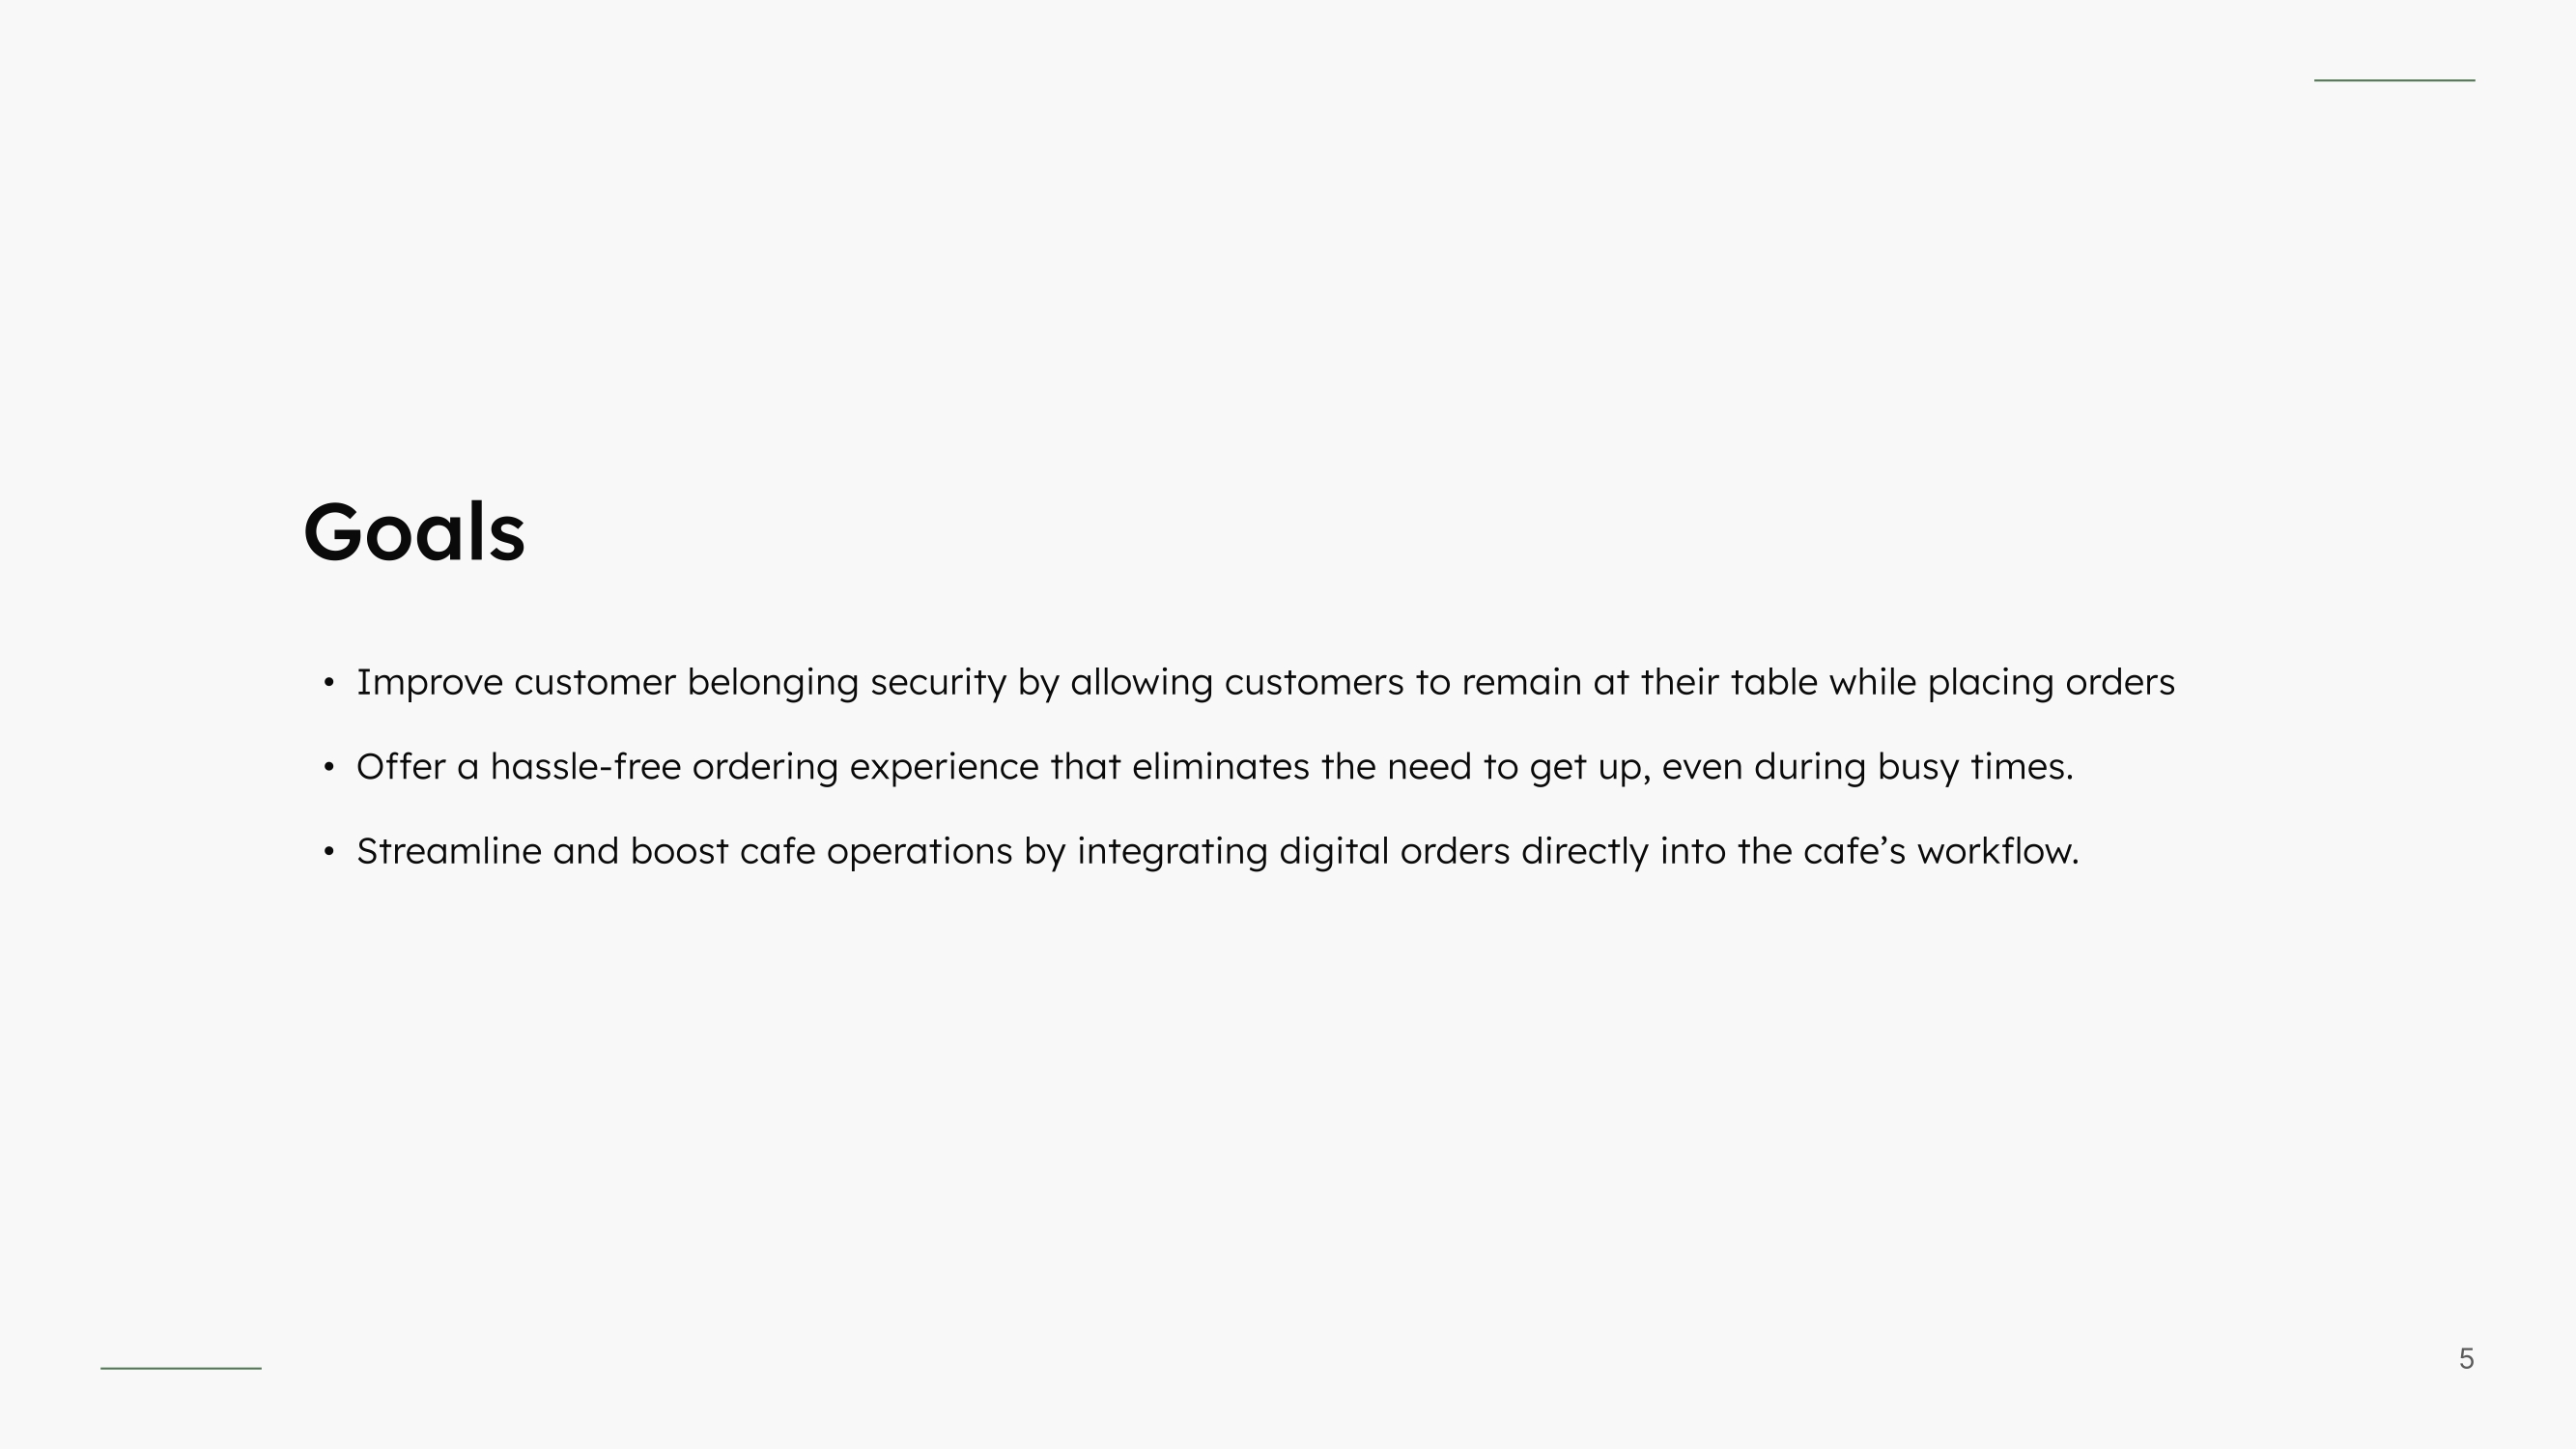 Goals
• Improve customer belonging security by allowing customers to remain at their table while placing orders
• Offer a hassle-free ordering experience that eliminates the need to get up, even during busy times.
• Streamline and boost cafe operations by integrating digital orders directly into the cafe’s workflow.
5